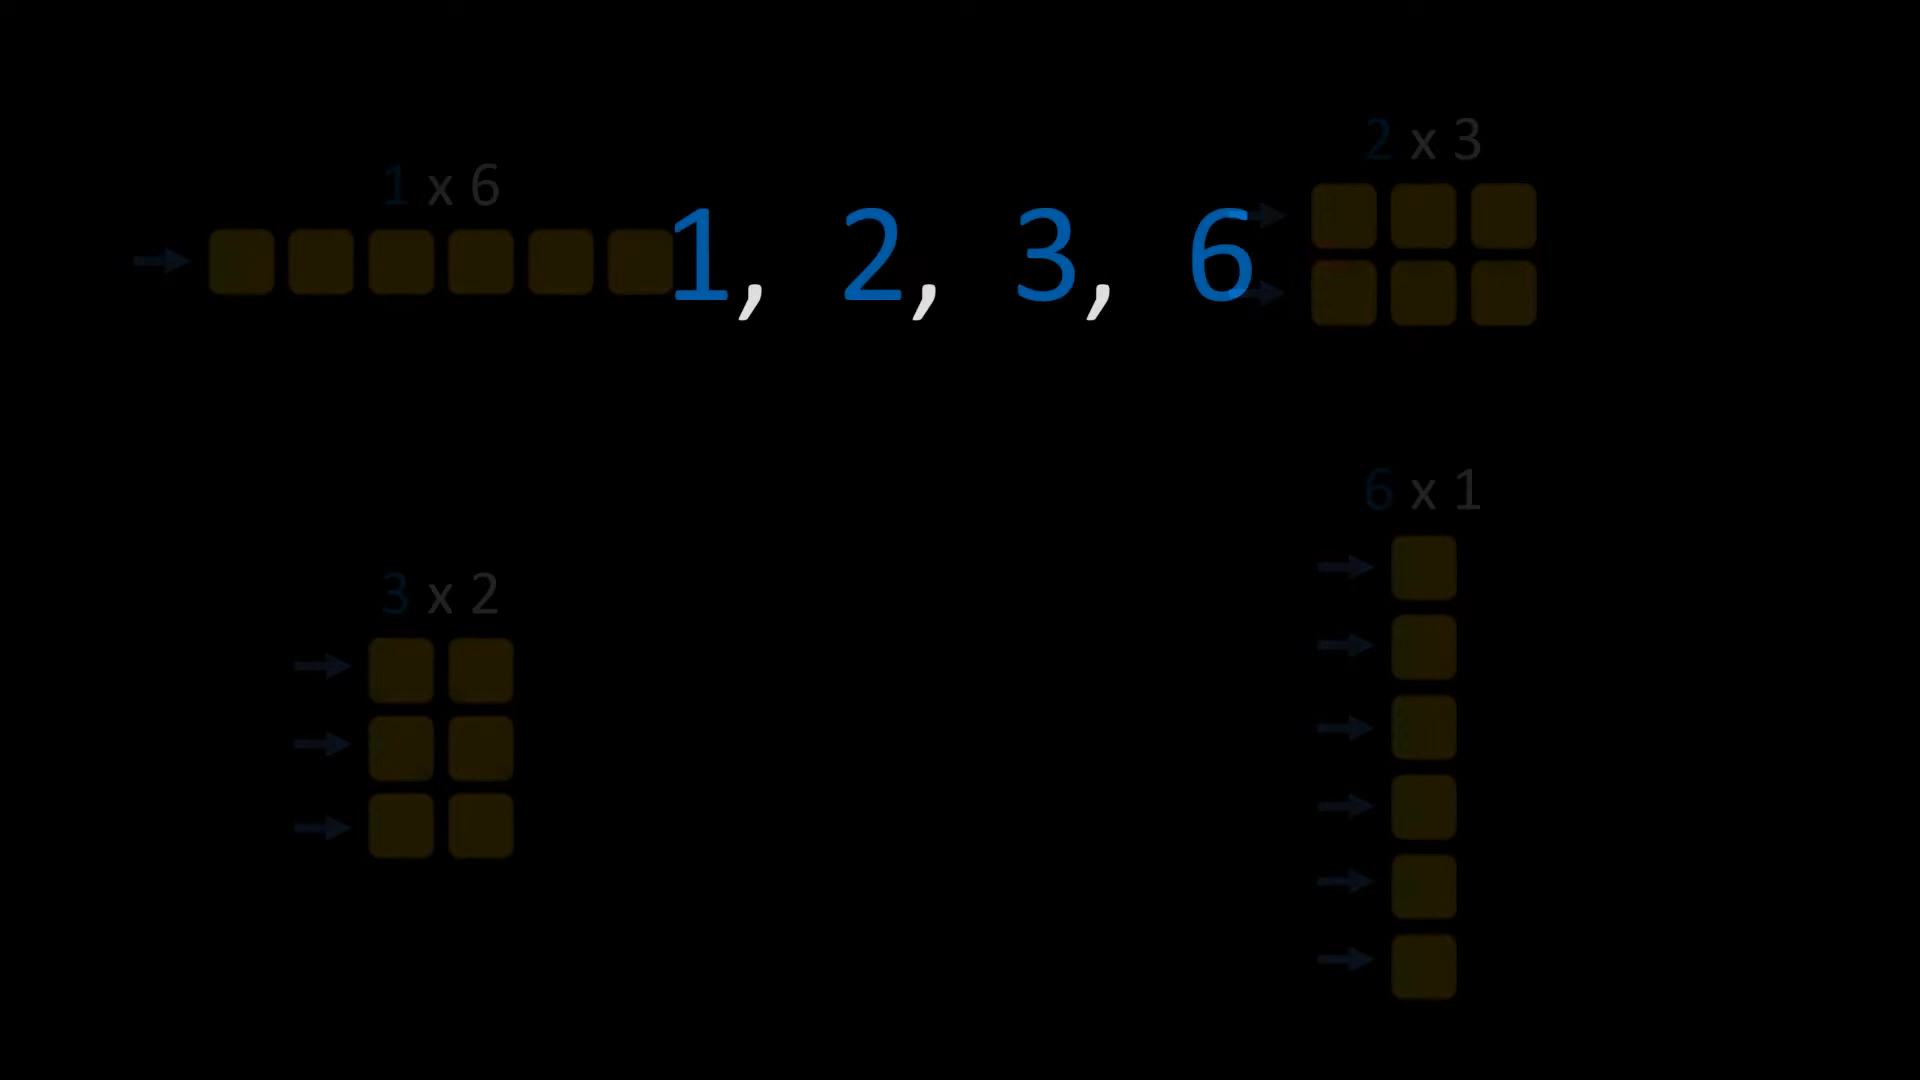 1 x 6
2 x 3
1, 2, 3, 6
6 x 1
3 x 2